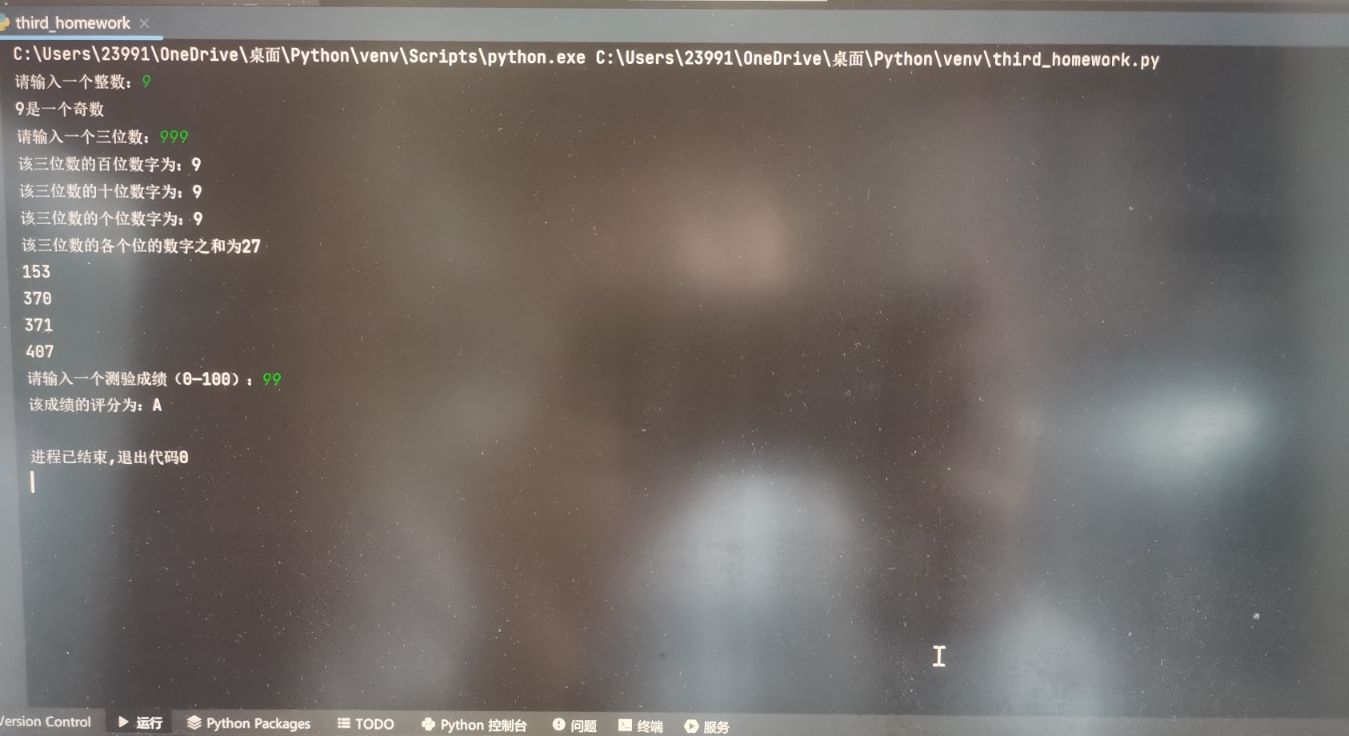 third_homework ×
C:\Users\23991\OneDrive\桌面\Python\venv\Scripts\python.exe C:\Users\23991\OneDrive\桌面\Python\venv\third_homework.py
请输入一个整数：9
9是一个奇数
请输入一个三位数：999
该三位数的百位数字为：9
该三位数的十位数字为：9
该三位数的个位数字为：9
该三位数的各个位的数字之和为27
153
370
371
407
请输入一个测验成绩（0—100）：99
该成绩的评分为：A
进程已结束,退出代码0
Version Control 运行 Python Packages TODO Python 控制台 问题 终端 服务